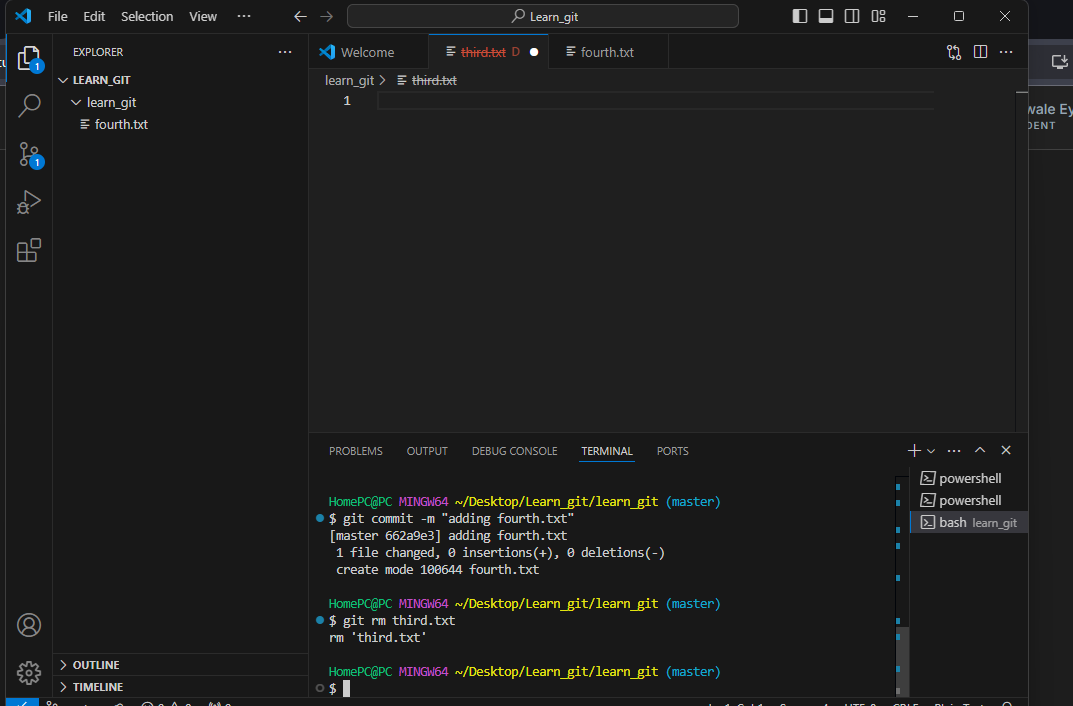 File Edit Selection View ··· Learn_git
EXPLORER ···
LEARN_GIT
learn_git
fourth.txt
1
1
Welcome third.txt D fourth.txt ···
learn_git > third.txt
1
wale Ey
DENT
PROBLEMS OUTPUT DEBUG CONSOLE TERMINAL PORTS
powershell
powershell
bash learn_git
HomePC@PC MINGW64 ~/Desktop/Learn_git/learn_git (master)
$ git commit -m "adding fourth.txt"
[master 662a9e3] adding fourth.txt
1 file changed, 0 insertions(+), 0 deletions(-)
create mode 100644 fourth.txt
HomePC@PC MINGW64 ~/Desktop/Learn_git/learn_git (master)
$ git rm third.txt
rm 'third.txt'
HomePC@PC MINGW64 ~/Desktop/Learn_git/learn_git (master)
$
OUTLINE
TIMELINE